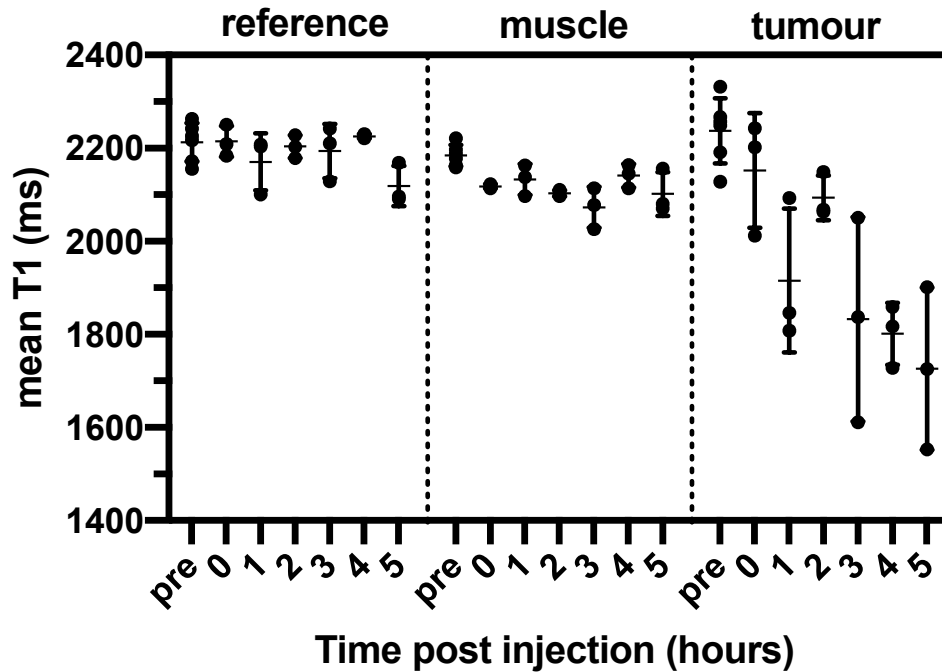 reference muscle tumour
2400
2200
2000
1800
1600
1400
mean T1 (ms)
pre 0 1 2 3 4 5 pre 0 1 2 3 4 5 pre 0 1 2 3 4 5
Time post injection (hours)